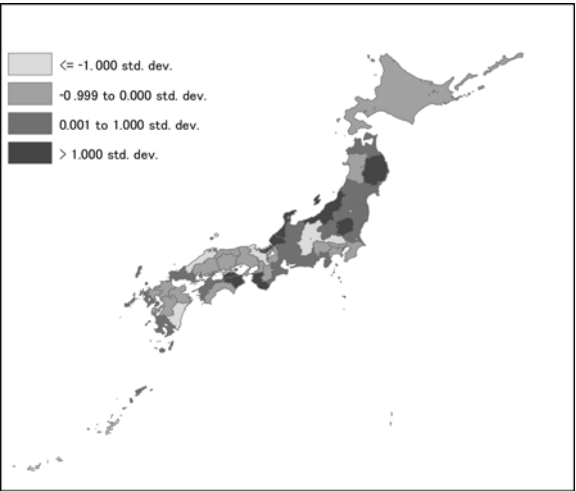 <= -1.000 std. dev.
-0.999 to 0.000 std. dev.
0.001 to 1.000 std. dev.
> 1.000 std. dev.